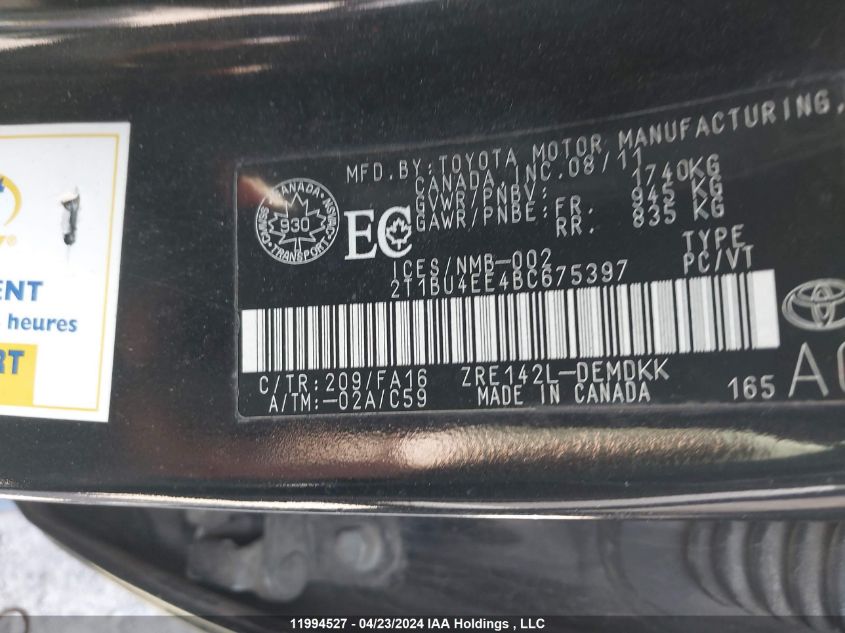 MFD.BY:TOYOTA MOTOR MANUFACTURING,
CANADA, INC.08/11
GVWR/PNBV: 1740KG
GAWR/PNBE: FR: 945 KG
RR. 835 KG
CANADA
930
TRANSPORT
CMVSS
NSVAC
EC
ICES/NMB-002
TYPE
2T1BU4EE4BC675397
PC/VT
C/TR:209/FA16
ZRE142L-DEMDKK
A/TM:-02A/C59
MADE IN CANADA
165
ENT
heures
RT
11994527 - 04/23/2024 IAA Holdings , LLC